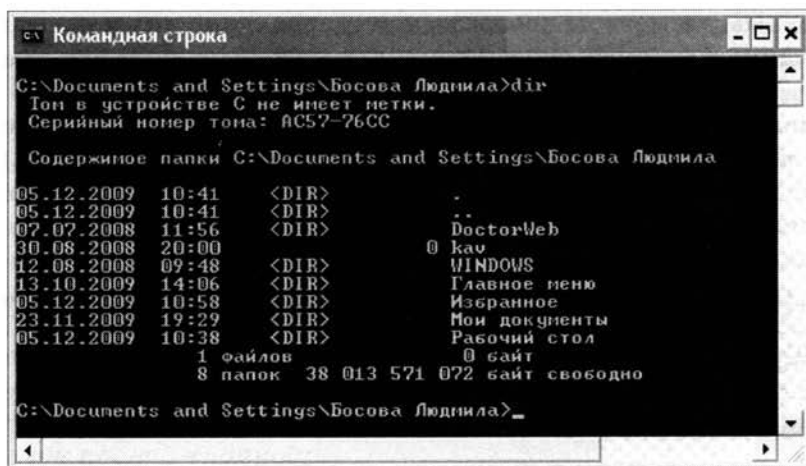 Командная строка
C:\Documents and Settings\Босова Людмила>dir
Том в устройстве C не имеет метки.
Серийный номер тома: AC57-76CC
Содержимое папки C:\Documents and Settings\Босова Людмила
05.12.2009 10:41 <DIR> .
05.12.2009 10:41 <DIR> ..
07.07.2008 11:56 <DIR> DoctorWeb
30.08.2008 20:00 0 kav
12.08.2008 09:48 <DIR> WINDOWS
13.10.2009 14:06 <DIR> Главное меню
05.12.2009 10:58 <DIR> Избранное
23.11.2009 19:29 <DIR> Мои документы
05.12.2009 10:38 <DIR> Рабочий стол
1 файлов 0 байт
8 папок 38 013 571 072 байт свободно
C:\Documents and Settings\Босова Людмила>_